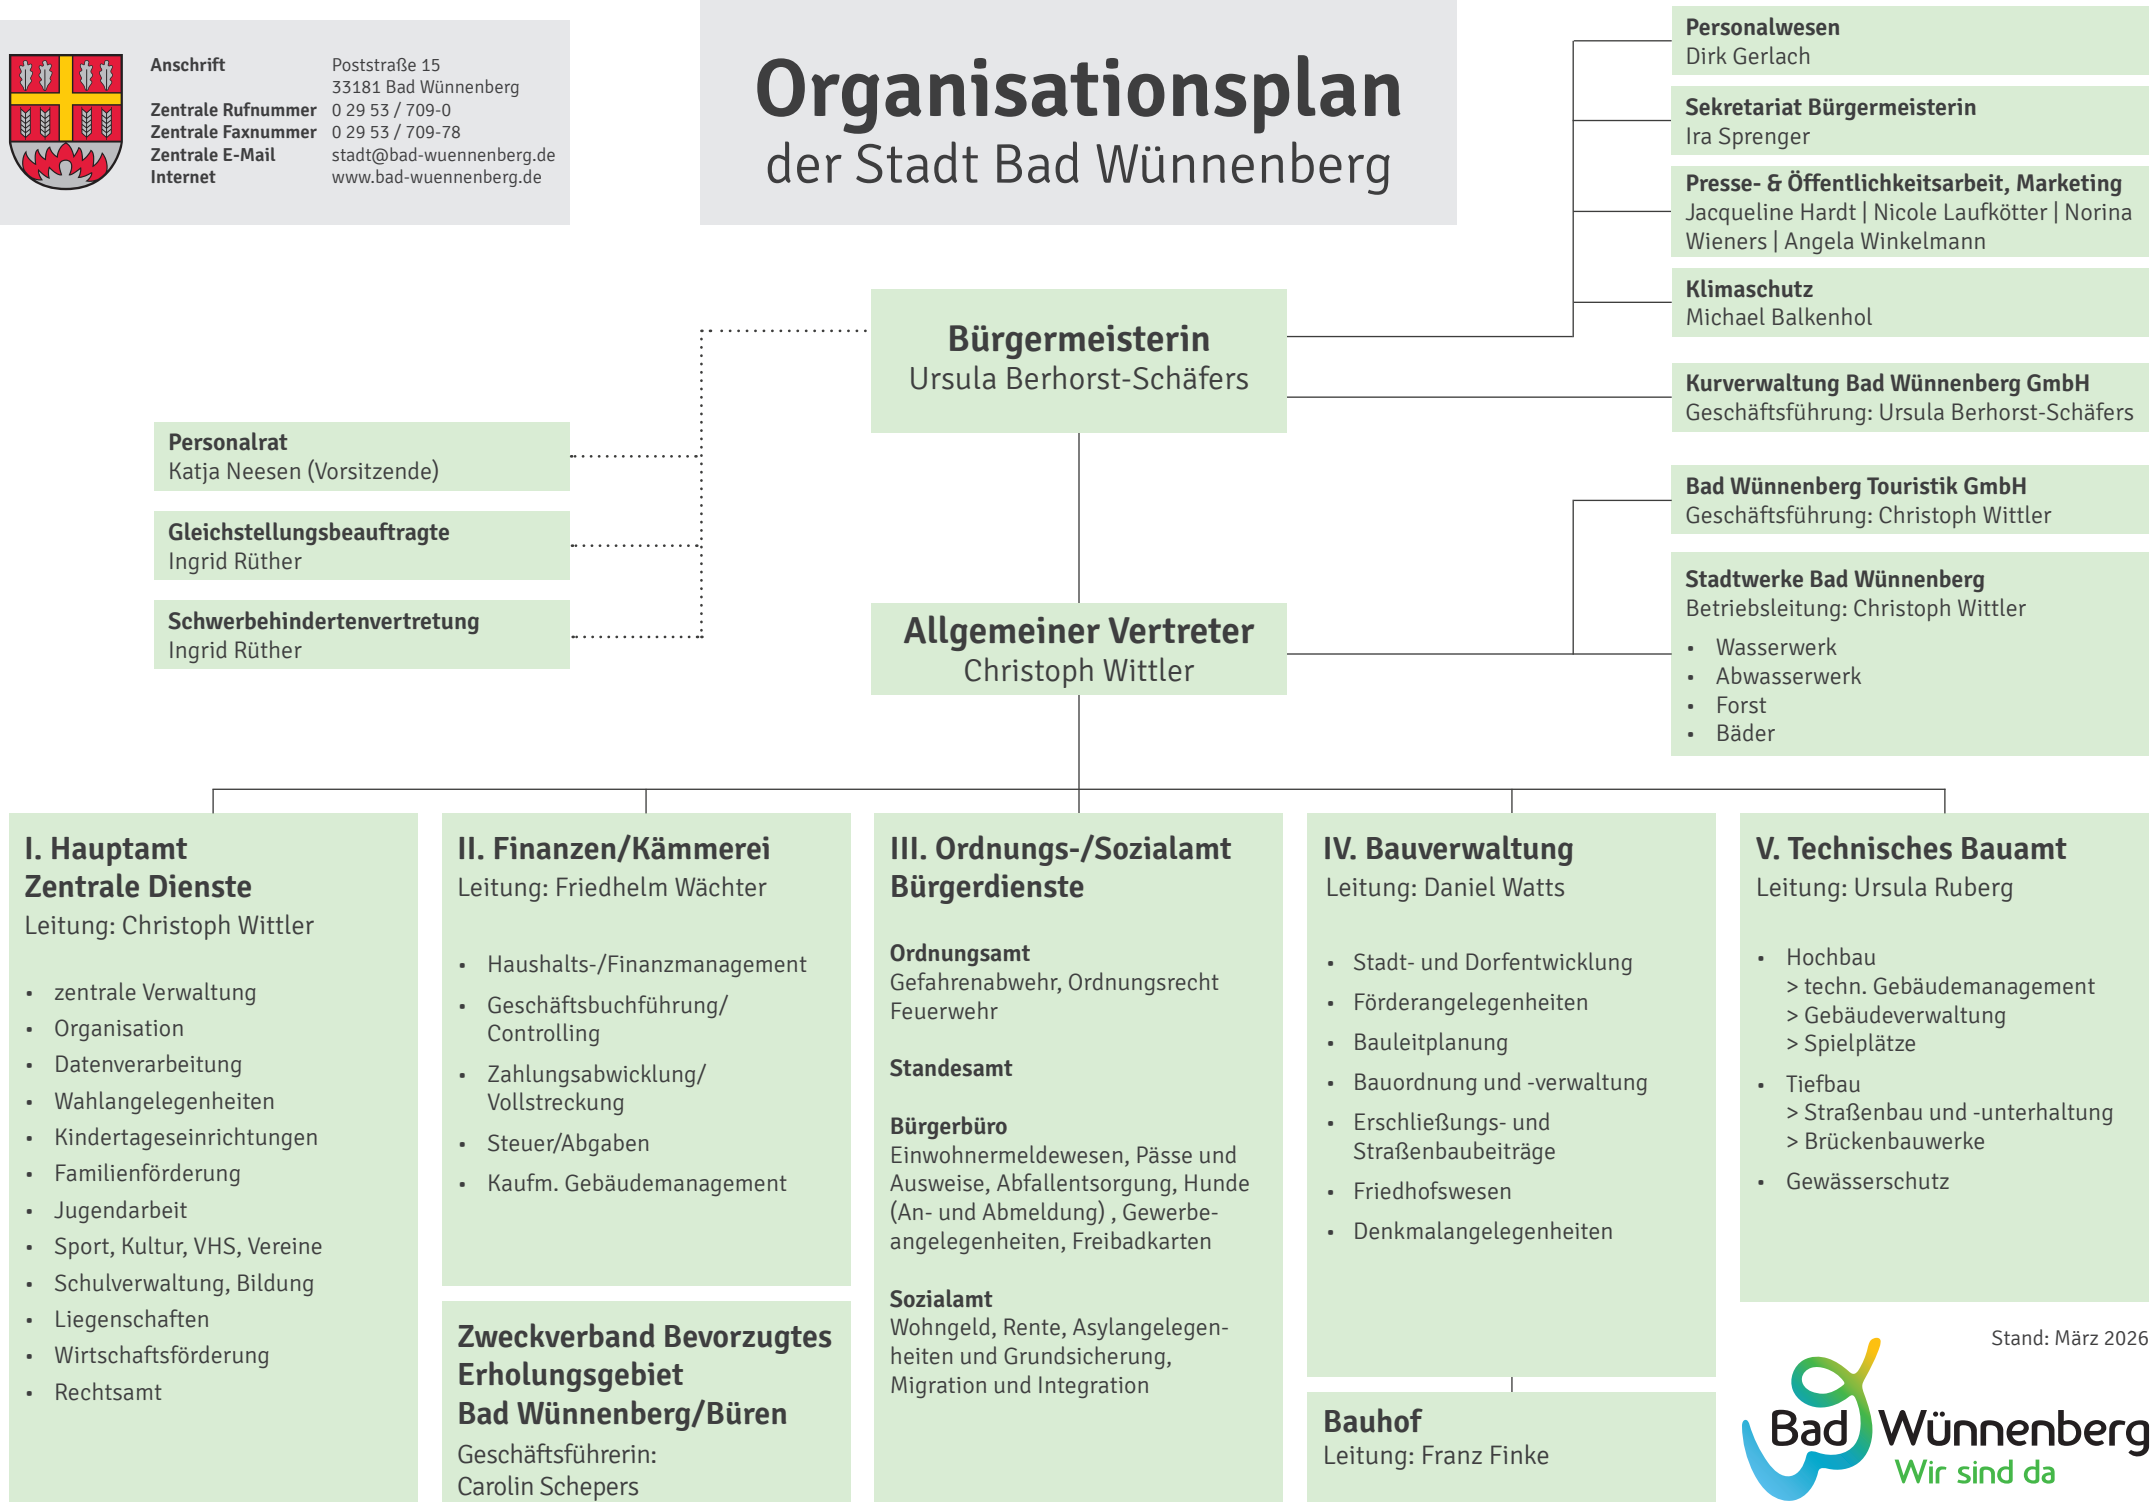 Anschrift Poststraße 15
33181 Bad Wünnenberg
Zentrale Rufnummer 0 29 53 / 709-0
Zentrale Faxnummer 0 29 53 / 709-78
Zentrale E-Mail stadt@bad-wuennenberg.de
Internet www.bad-wuennenberg.de
Organisationsplan
der Stadt Bad Wünnenberg
Personalwesen
Dirk Gerlach
Sekretariat Bürgermeisterin
Ira Sprenger
Presse- & Öffentlichkeitsarbeit, Marketing
Jacqueline Hardt | Nicole Laufkötter | Norina
Wieners | Angela Winkelmann
Klimaschutz
Michael Balkenhol
Bürgermeisterin
Ursula Berhorst-Schäfers
Kurverwaltung Bad Wünnenberg GmbH
Geschäftsführung: Ursula Berhorst-Schäfers
Personalrat
Katja Neesen (Vorsitzende)
Gleichstellungsbeauftragte
Ingrid Rüther
Schwerbehindertenvertretung
Ingrid Rüther
Bad Wünnenberg Touristik GmbH
Geschäftsführung: Christoph Wittler
Allgemeiner Vertreter
Christoph Wittler
Stadtwerke Bad Wünnenberg
Betriebsleitung: Christoph Wittler
• Wasserwerk
• Abwasserwerk
• Forst
• Bäder
I. Hauptamt
Zentrale Dienste
Leitung: Christoph Wittler
• zentrale Verwaltung
• Organisation
• Datenverarbeitung
• Wahlangelegenheiten
• Kindertageseinrichtungen
• Familienförderung
• Jugendarbeit
• Sport, Kultur, VHS, Vereine
• Schulverwaltung, Bildung
• Liegenschaften
• Wirtschaftsförderung
• Rechtsamt
II. Finanzen/Kämmerei
Leitung: Friedhelm Wächter
• Haushalts-/Finanzmanagement
• Geschäftsbuchführung/
Controlling
• Zahlungsabwicklung/
Vollstreckung
• Steuer/Abgaben
• Kaufm. Gebäudemanagement
Zweckverband Bevorzugtes
Erholungsgebiet
Bad Wünnenberg/Büren
Geschäftsführerin:
Carolin Schepers
III. Ordnungs-/Sozialamt
Bürgerdienste
Ordnungsamt
Gefahrenabwehr, Ordnungsrecht
Feuerwehr
Standesamt
Bürgerbüro
Einwohnermeldewesen, Pässe und
Ausweise, Abfallentsorgung, Hunde
(An- und Abmeldung) , Gewerbe-
angelegenheiten, Freibadkarten
Sozialamt
Wohngeld, Rente, Asylangelegen-
heiten und Grundsicherung,
Migration und Integration
IV. Bauverwaltung
Leitung: Daniel Watts
• Stadt- und Dorfentwicklung
• Förderangelegenheiten
• Bauleitplanung
• Bauordnung und -verwaltung
• Erschließungs- und
Straßenbaubeiträge
• Friedhofswesen
• Denkmalangelegenheiten
Bauhof
Leitung: Franz Finke
V. Technisches Bauamt
Leitung: Ursula Ruberg
• Hochbau
> techn. Gebäudemanagement
> Gebäudeverwaltung
> Spielplätze
• Tiefbau
> Straßenbau und -unterhaltung
> Brückenbauwerke
• Gewässerschutz
Stand: März 2026
Bad Wünnenberg
Wir sind da